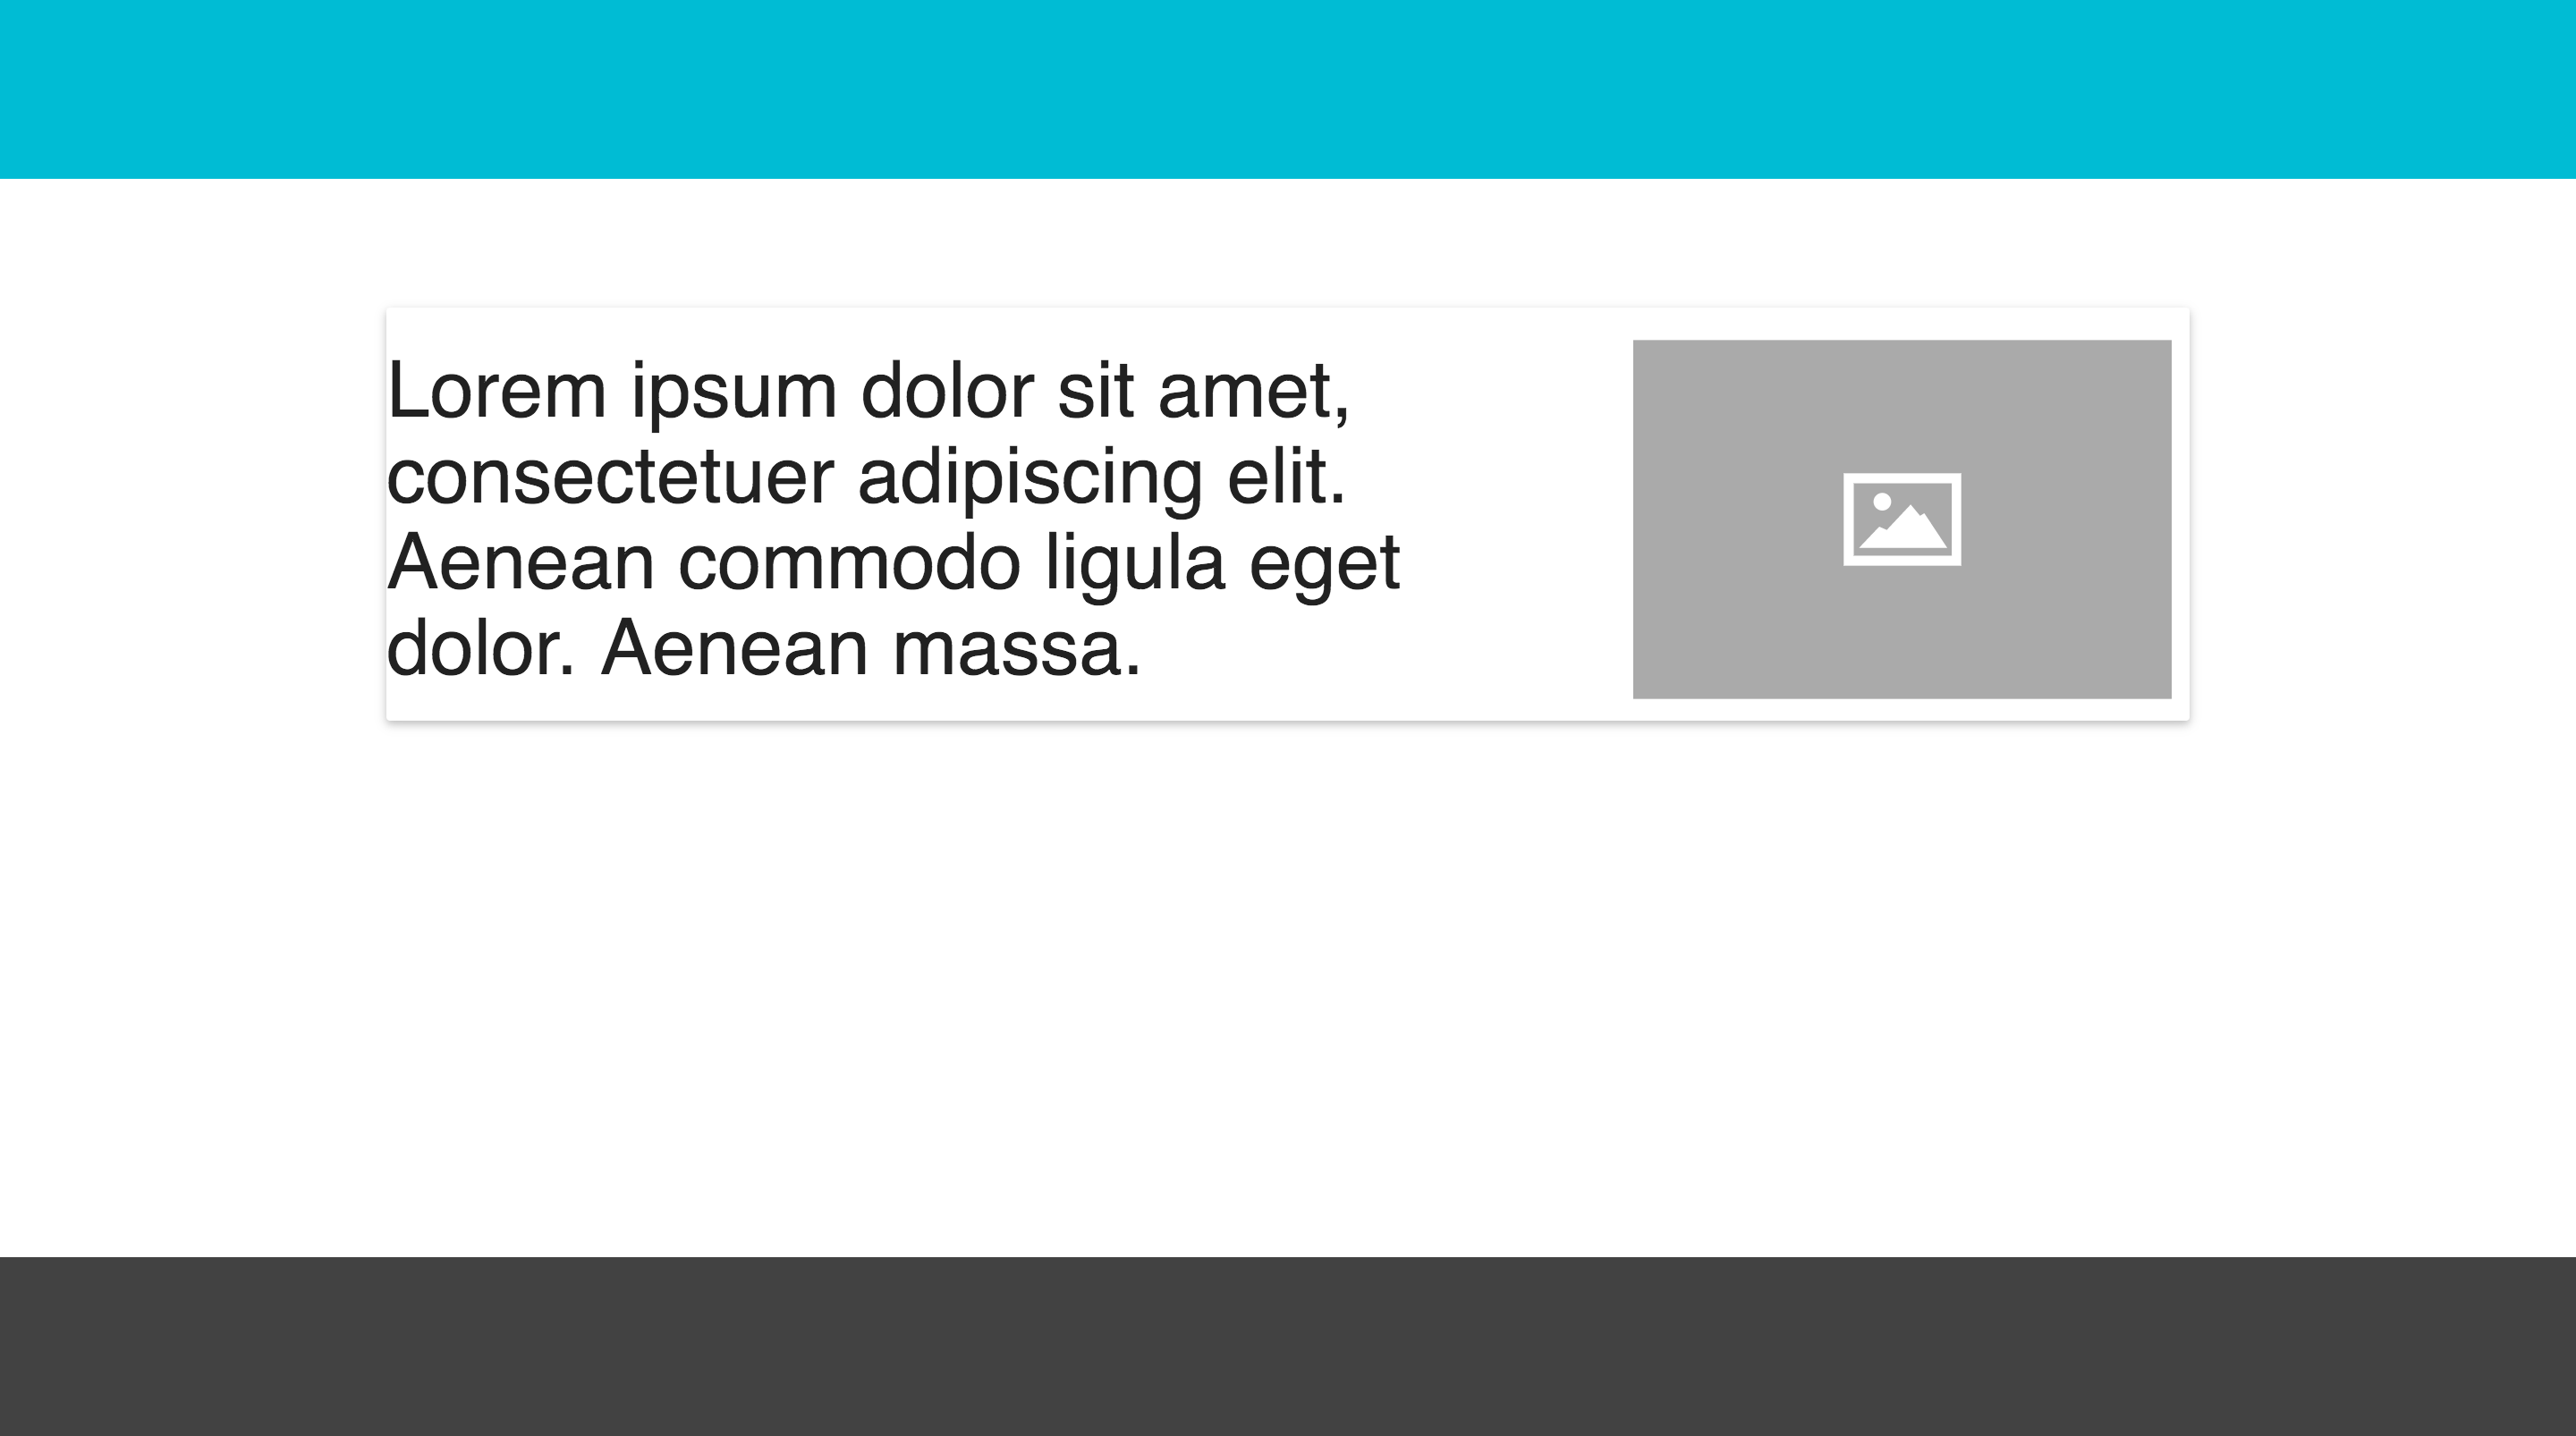 Lorem ipsum dolor sit amet,
consectetuer adipiscing elit.
Aenean commodo ligula eget
dolor. Aenean massa.